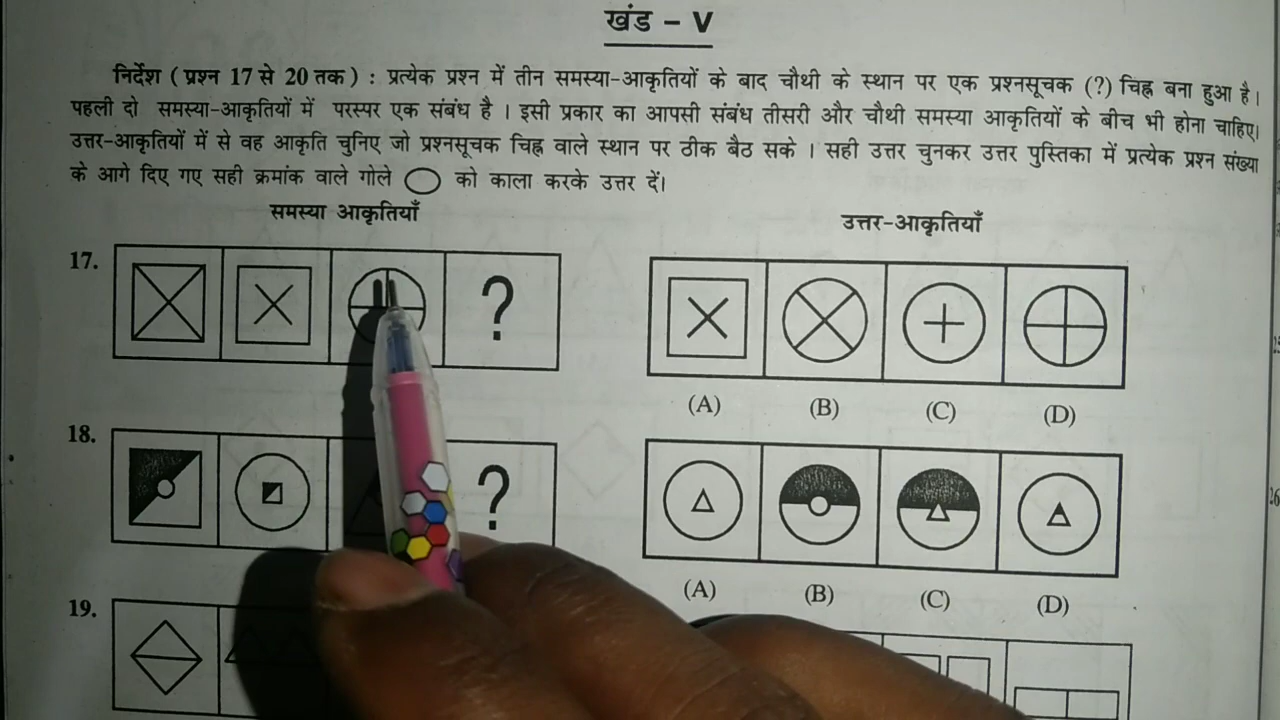 खंड – V
निर्देश ( प्रश्न 17 से 20 तक ) : प्रत्येक प्रश्न में तीन समस्या-आकृतियों के बाद चौथी के स्थान पर एक प्रश्नसूचक (?) चिह्न बना हुआ है।
पहली दो समस्या-आकृतियों में परस्पर एक संबंध है । इसी प्रकार का आपसी संबंध तीसरी और चौथी समस्या आकृतियों के बीच भी होना चाहिए।
उत्तर-आकृतियों में से वह आकृति चुनिए जो प्रश्नसूचक चिह्न वाले स्थान पर ठीक बैठ सके । सही उत्तर चुनकर उत्तर पुस्तिका में प्रत्येक प्रश्न संख्या
के आगे दिए गए सही क्रमांक वाले गोले को काला करके उत्तर दें।
समस्या आकृतियाँ उत्तर-आकृतियाँ
17. ?
(A) (B) (C) (D)
18. ?
(A) (B) (C) (D)
19.